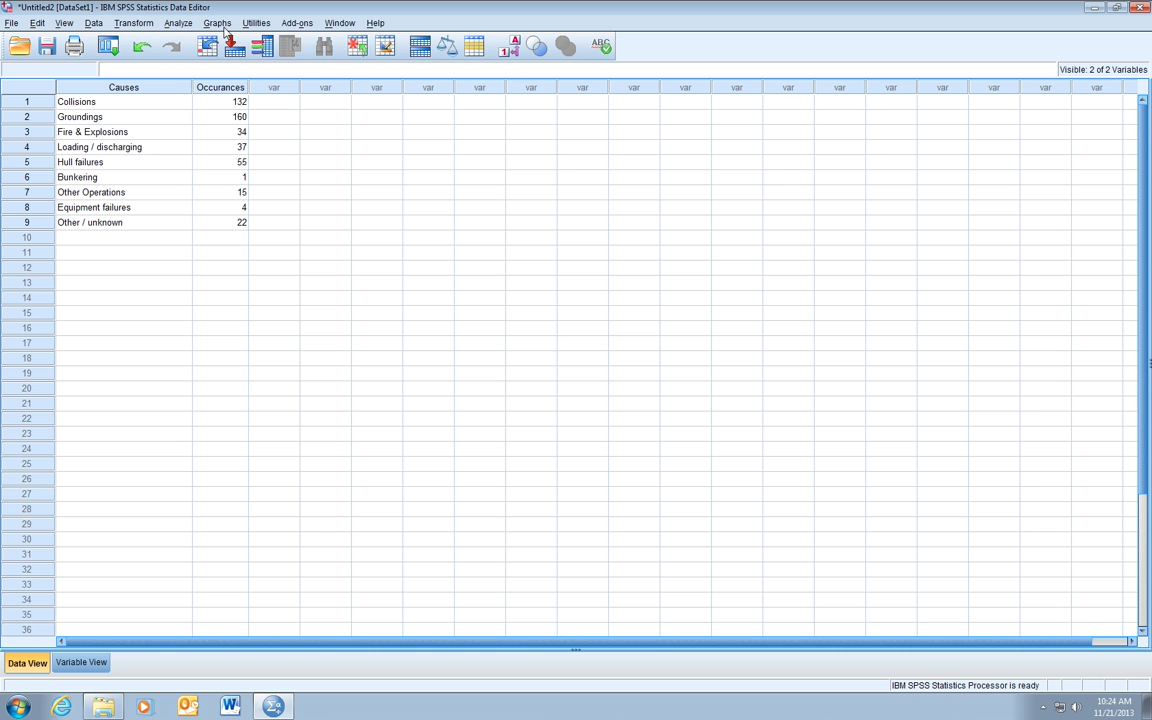 *Untitled2 [DataSet1] - IBM SPSS Statistics Data Editor
File Edit View Data Transform Analyze Graphs Utilities Add-ons Window Help
Visible: 2 of 2 Variables
Causes Occurances var var var var var var var var var var var var var var var var var
1 Collisions 132
2 Groundings 160
3 Fire & Explosions 34
4 Loading / discharging 37
5 Hull failures 55
6 Bunkering 1
7 Other Operations 15
8 Equipment failures 4
9 Other / unknown 22
10
11
12
13
14
15
16
17
18
19
20
21
22
23
24
25
26
27
28
29
30
31
32
33
34
35
36
Data View Variable View
IBM SPSS Statistics Processor is ready
10:24 AM
11/21/2013